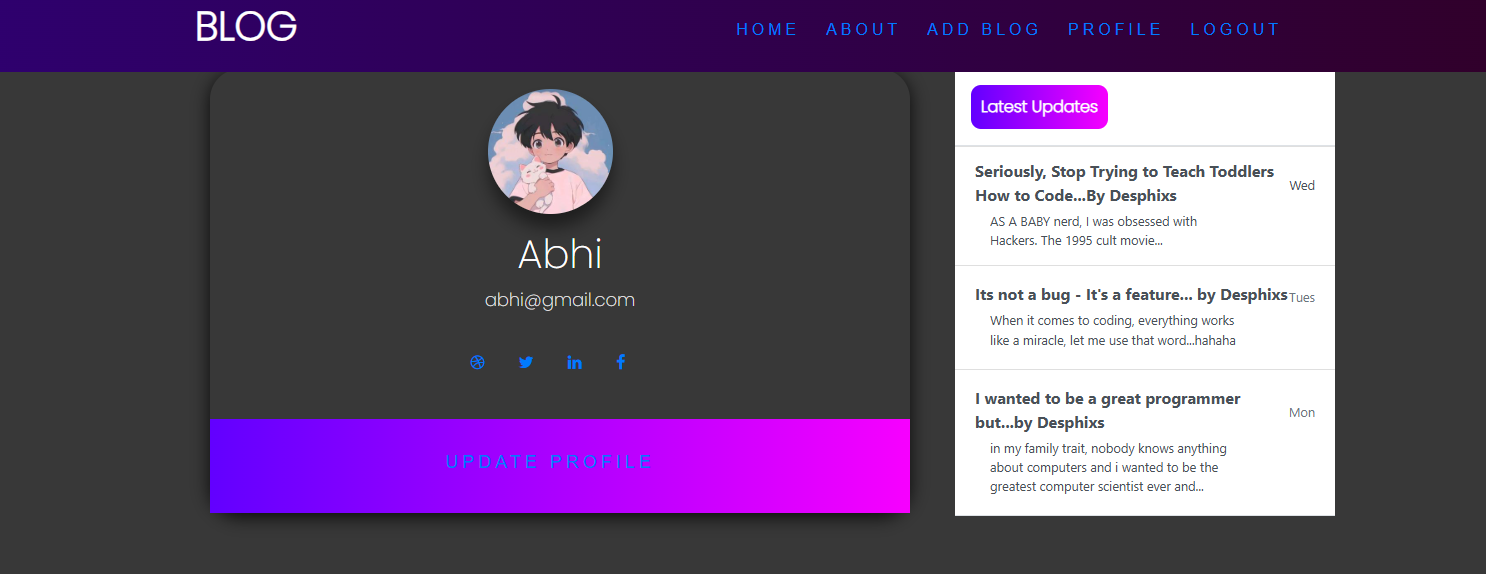 BLOG
HOME ABOUT ADD BLOG PROFILE LOGOUT
Abhi
abhi@gmail.com
UPDATE PROFILE
Latest Updates
Seriously, Stop Trying to Teach Toddlers
How to Code...By Desphixs
Wed
AS A BABY nerd, I was obsessed with
Hackers. The 1995 cult movie...
Its not a bug - It's a feature... by Desphixs
Tues
When it comes to coding, everything works
like a miracle, let me use that word...hahaha
I wanted to be a great programmer
but...by Desphixs
Mon
in my family trait, nobody knows anything
about computers and i wanted to be the
greatest computer scientist ever and...